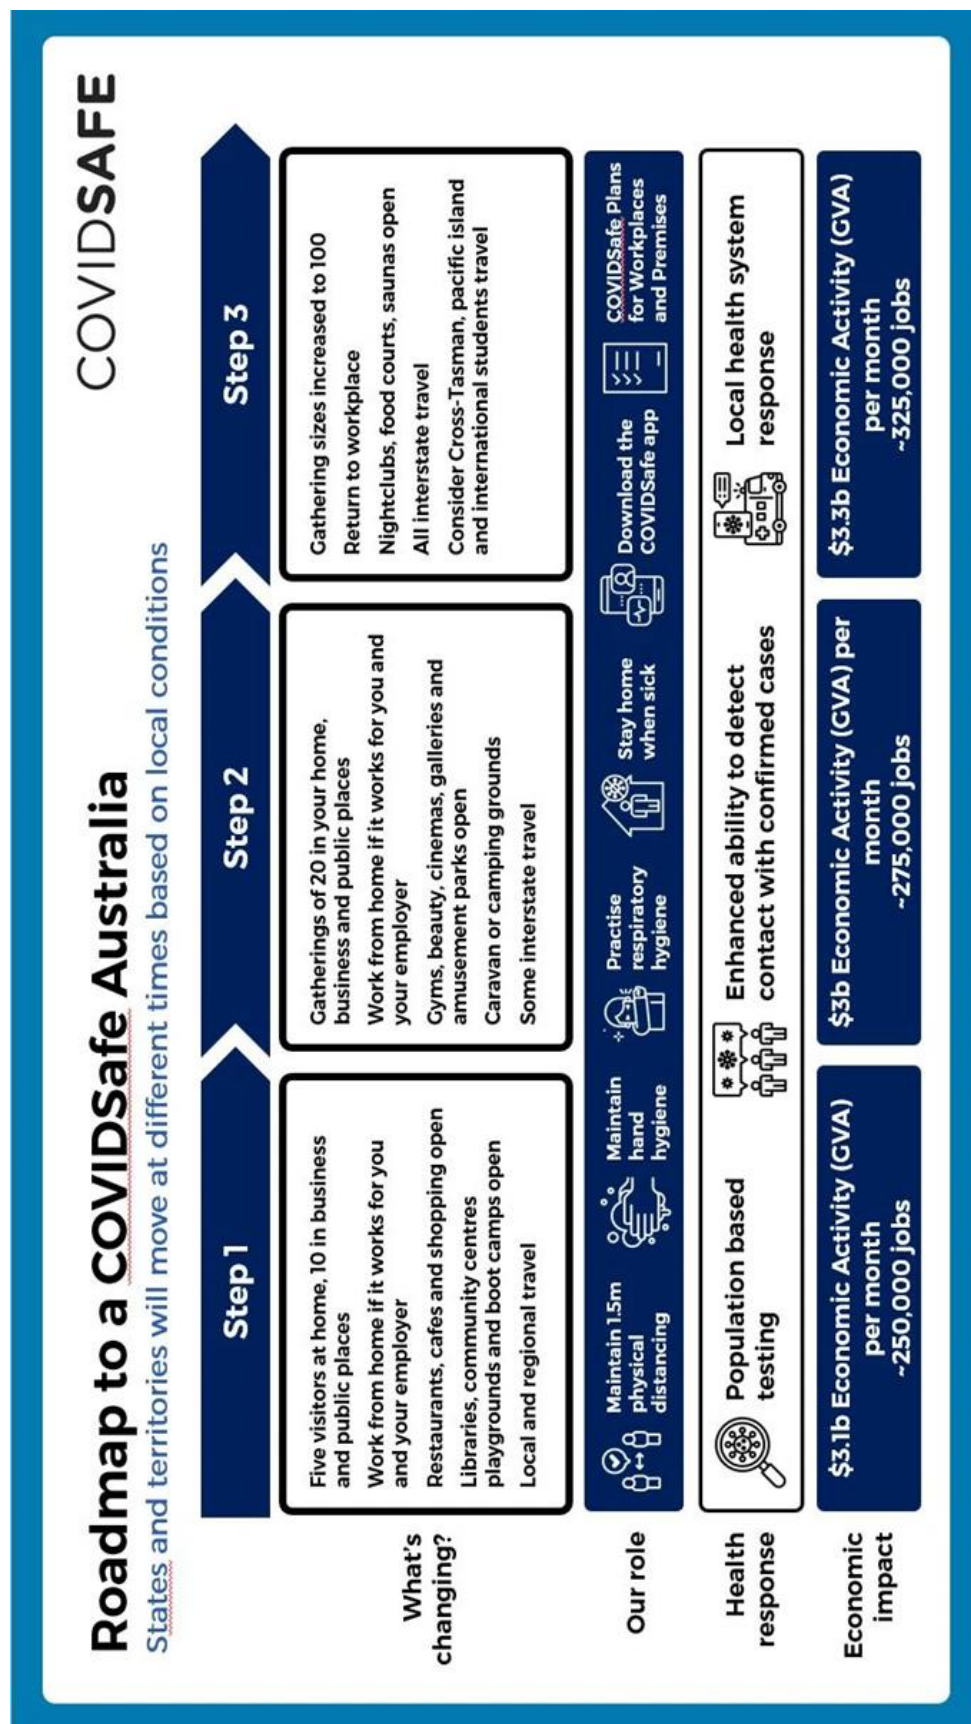 Roadmap to a COVIDSafe Australia
COVIDSAFE
States and territories will move at different times based on local conditions
Step 1
Step 2
Step 3
What's
changing?
Five visitors at home, 10 in business
and public places
Work from home if it works for you
and your employer
Restaurants, cafes and shopping open
Libraries, community centres
playgrounds and boot camps open
Local and regional travel
Gatherings of 20 in your home,
business and public places
Work from home if it works for you and
your employer
Gyms, beauty, cinemas, galleries and
amusement parks open
Caravan or camping grounds
Some interstate travel
Gathering sizes increased to 100
Return to workplace
Nightclubs, food courts, saunas open
All interstate travel
Consider Cross-Tasman, pacific island
and international students travel
Our role
Maintain 1.5m
physical
distancing
Maintain
hand
hygiene
Practise
respiratory
hygiene
Stay home
when sick
Download the
COVIDSafe app
COVIDSafe Plans
for Workplaces
and Premises
Health
response
Population based
testing
Enhanced ability to detect
contact with confirmed cases
Local health system
response
Economic
impact
$3.1b Economic Activity (GVA)
per month
~250,000 jobs
$3b Economic Activity (GVA) per
month
~275,000 jobs
$3.3b Economic Activity (GVA)
per month
~325,000 jobs